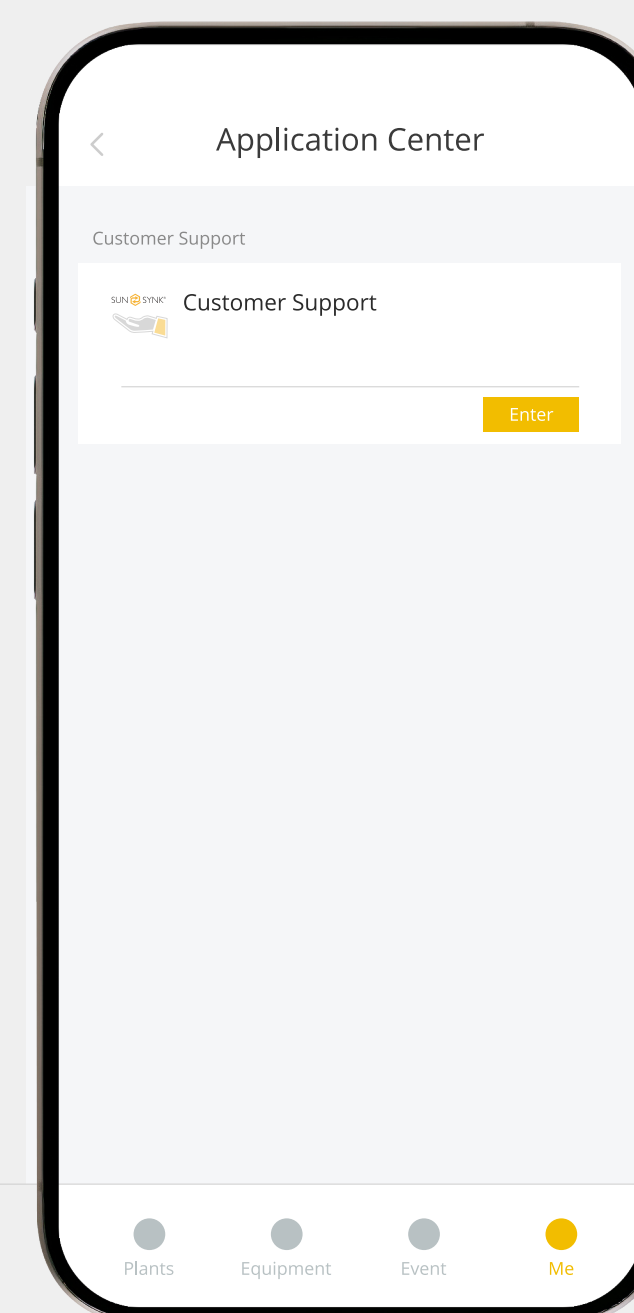 Application Center
Customer Support
SUN SYNK
Customer Support
Enter
Plants
Equipment
Event
Me